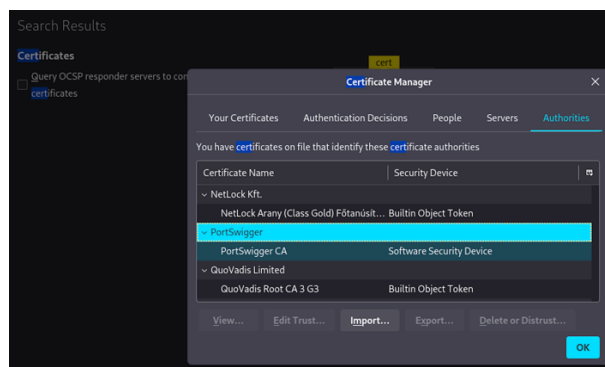 Search Results
Certificates
Query OCSP responder servers to con
certificates
cert
Certificate Manager
Your Certificates Authentication Decisions People Servers Authorities
You have certificates on file that identify these certificate authorities
Certificate Name Security Device
NetLock Kft.
NetLock Arany (Class Gold) Főtanúsít... Builtin Object Token
PortSwigger
PortSwigger CA Software Security Device
QuoVadis Limited
QuoVadis Root CA 3 G3 Builtin Object Token
View... Edit Trust... Import... Export... Delete or Distrust...
OK